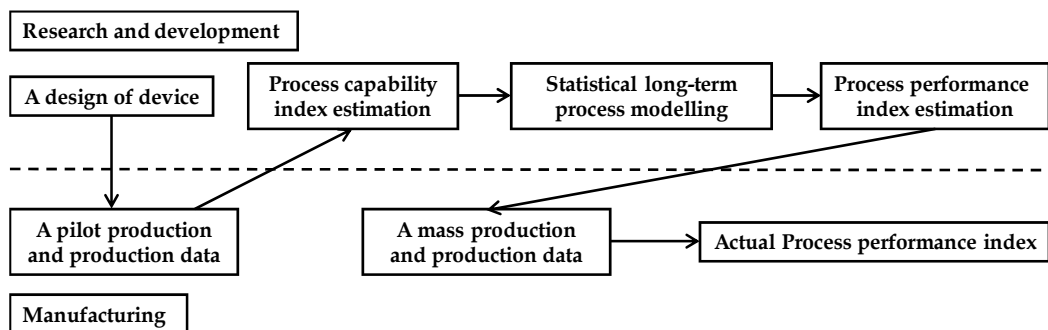 Research and development
A design of device
Process capability
index estimation
Statistical long-term
process modelling
Process performance
index estimation
A pilot production
and production data
A mass production
and production data
Actual Process performance index
Manufacturing